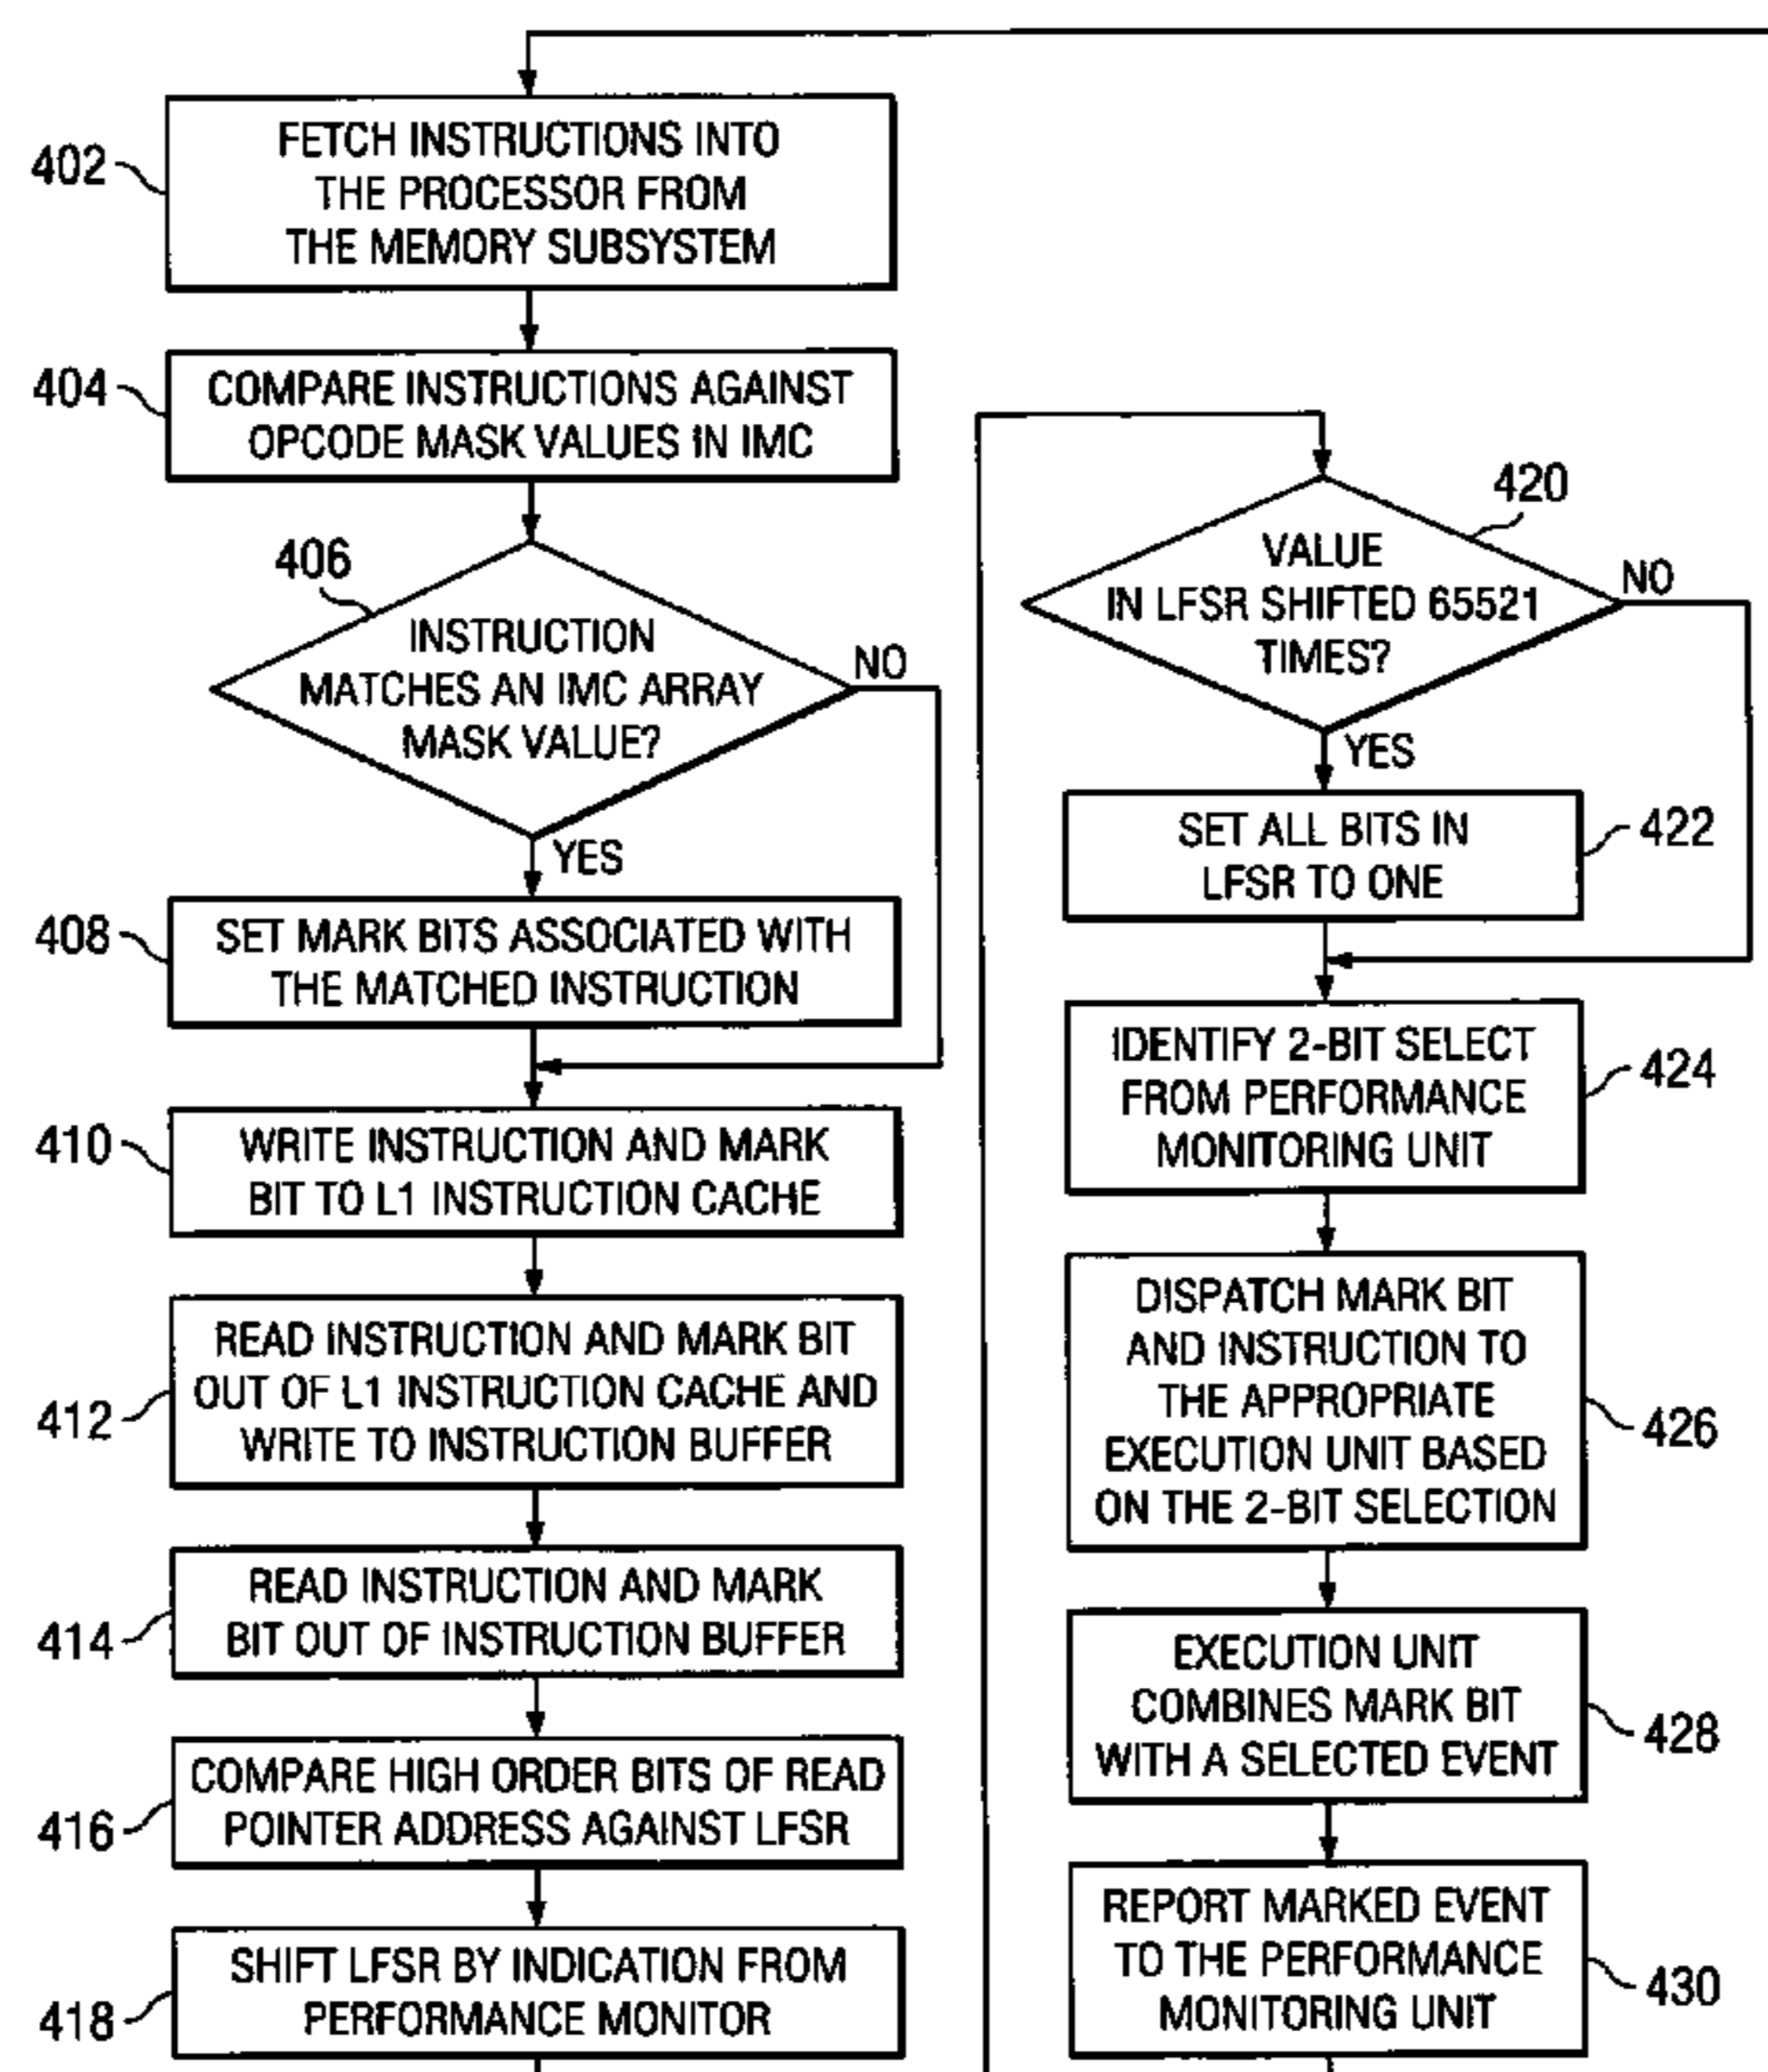 402
FETCH INSTRUCTIONS INTO
THE PROCESSOR FROM
THE MEMORY SUBSYSTEM
404
COMPARE INSTRUCTIONS AGAINST
OPCODE MASK VALUES IN IMC
406
INSTRUCTION
MATCHES AN IMC ARRAY
MASK VALUE?
NO
YES
408
SET MARK BITS ASSOCIATED WITH
THE MATCHED INSTRUCTION
410
WRITE INSTRUCTION AND MARK
BIT TO L1 INSTRUCTION CACHE
412
READ INSTRUCTION AND MARK BIT
OUT OF L1 INSTRUCTION CACHE AND
WRITE TO INSTRUCTION BUFFER
414
READ INSTRUCTION AND MARK
BIT OUT OF INSTRUCTION BUFFER
416
COMPARE HIGH ORDER BITS OF READ
POINTER ADDRESS AGAINST LFSR
418
SHIFT LFSR BY INDICATION FROM
PERFORMANCE MONITOR
420
VALUE
IN LFSR SHIFTED 65521
TIMES?
NO
YES
SET ALL BITS IN
LFSR TO ONE
422
IDENTIFY 2-BIT SELECT
FROM PERFORMANCE
MONITORING UNIT
424
DISPATCH MARK BIT
AND INSTRUCTION TO
THE APPROPRIATE
EXECUTION UNIT BASED
ON THE 2-BIT SELECTION
426
EXECUTION UNIT
COMBINES MARK BIT
WITH A SELECTED EVENT
428
REPORT MARKED EVENT
TO THE PERFORMANCE
MONITORING UNIT
430